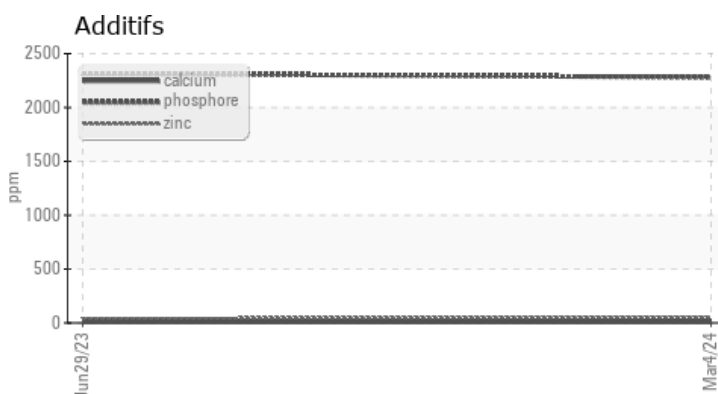 Additifs
2500
2000
1500
1000
500
0
ppm
calcium
phosphore
zinc
Jun29/23
Mar4/24